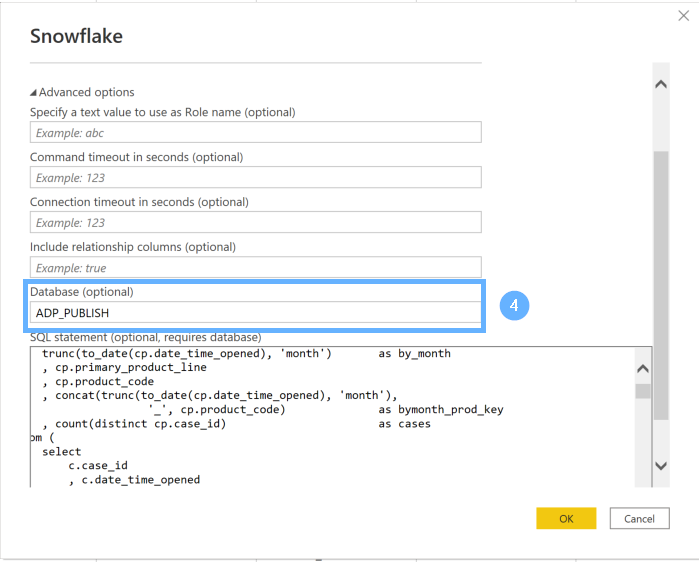 Snowflake
Advanced options
Specify a text value to use as Role name (optional)
Example: abc
Command timeout in seconds (optional)
Example: 123
Connection timeout in seconds (optional)
Example: 123
Include relationship columns (optional)
Example: true
Database (optional)
ADP_PUBLISH
4
SQL statement (optional, requires database)
trunc(to_date(cp.date_time_opened), 'month') as by_month
, cp.primary_product_line
, cp.product_code
, concat(trunc(to_date(cp.date_time_opened), 'month'),
'_', cp.product_code) as bymonth_prod_key
, count(distinct cp.case_id) as cases
om (
select
c.case_id
, c.date_time_opened
OK Cancel